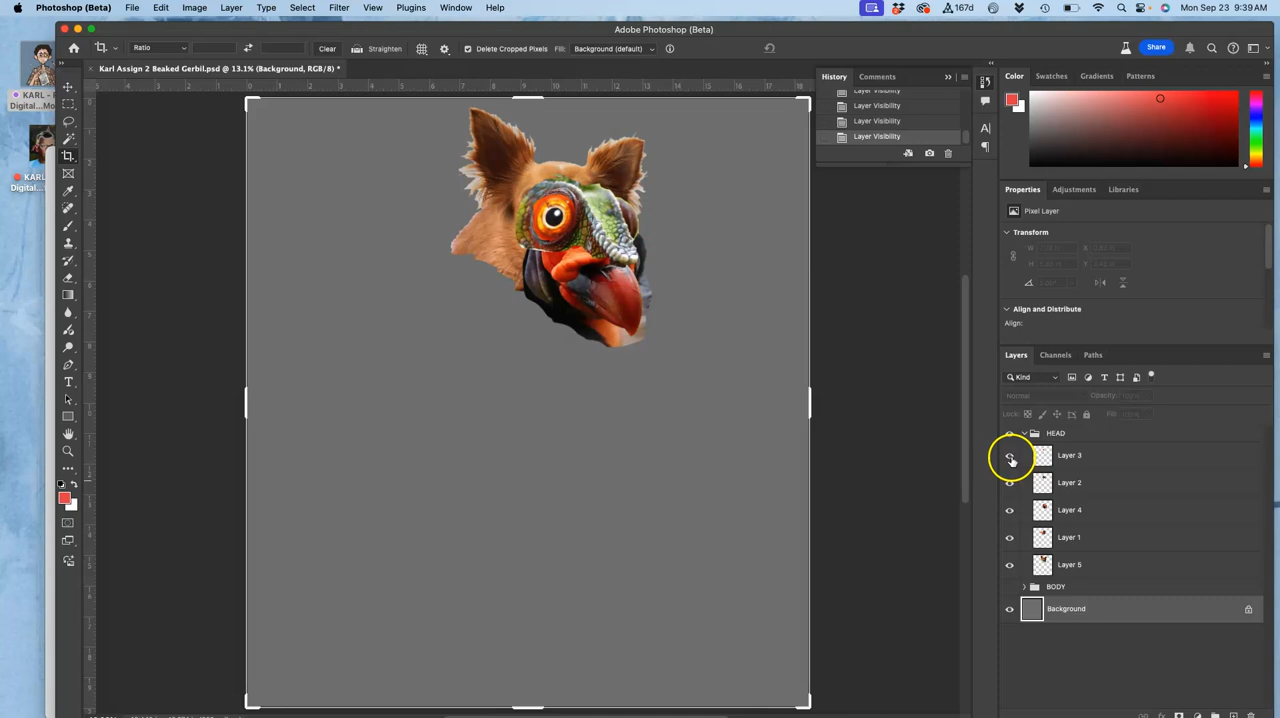 Photoshop (Beta) File Edit Image Layer Type Select Filter View Plugins Window Help 167d Mon Sep 23 9:39 AM
Adobe Photoshop (Beta)
Ratio Clear Straighten Delete Cropped Pixels Fill: Background (default) Share
Karl Assign 2 Beaked Gerbil.psd @ 13.1% (Background, RGB/8) *
History Comments
Layer Visibility
Layer Visibility
Layer Visibility
Layer Visibility
Color Swatches Gradients Patterns
Properties Adjustments Libraries
Pixel Layer
Transform
W
X
H
Y
Align and Distribute
Align:
Layers Channels Paths
Kind
Normal Opacity: 100%
Lock: Fill:
HEAD
Layer 3
Layer 2
Layer 4
Layer 1
Layer 5
BODY
Background
KARL
Digital...Mo
KARL
Digital...